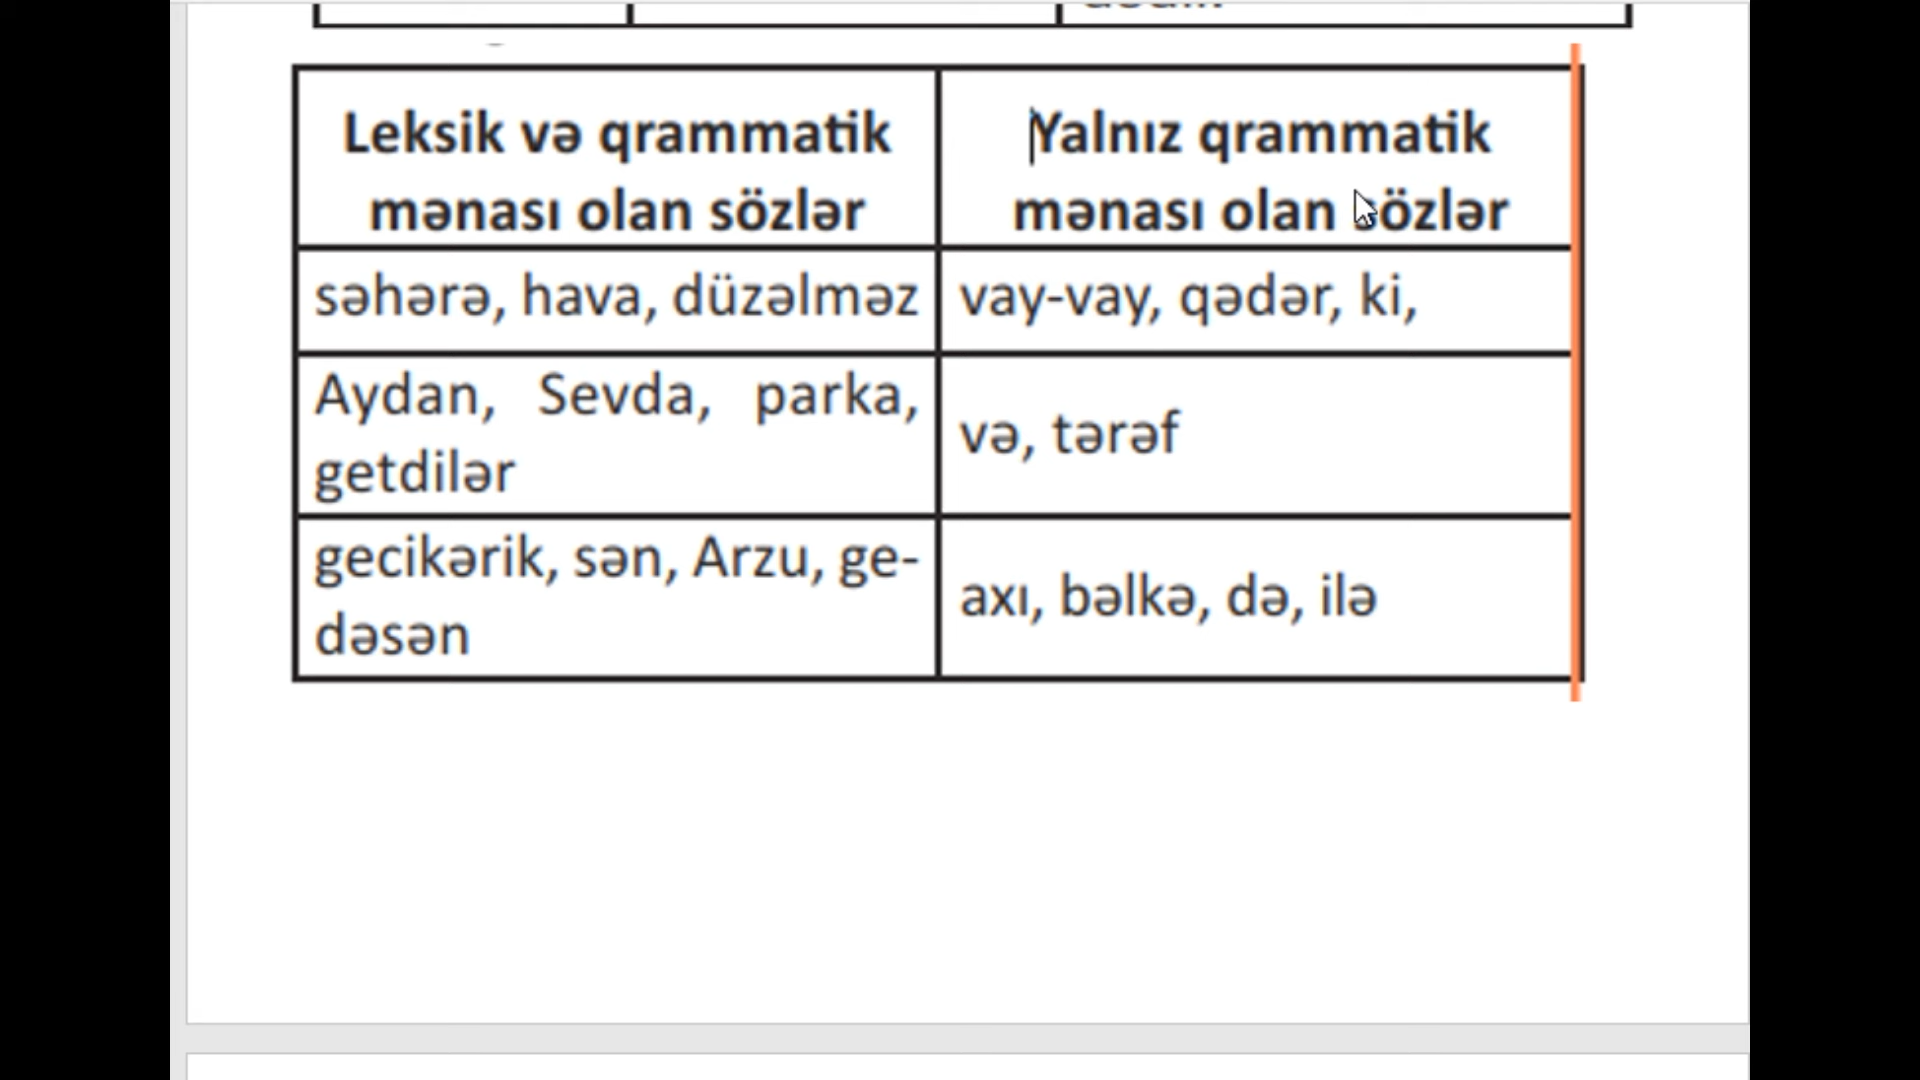 Leksik və qrammatik
mənası olan sözlər
Yalnız qrammatik
mənası olan sözlər
səhərə, hava, düzəlməz
vay-vay, qədər, ki,
Aydan, Sevda, parka,
getdilər
və, tərəf
gecikərik, sən, Arzu, ge-
dəsən
axı, bəlkə, də, ilə